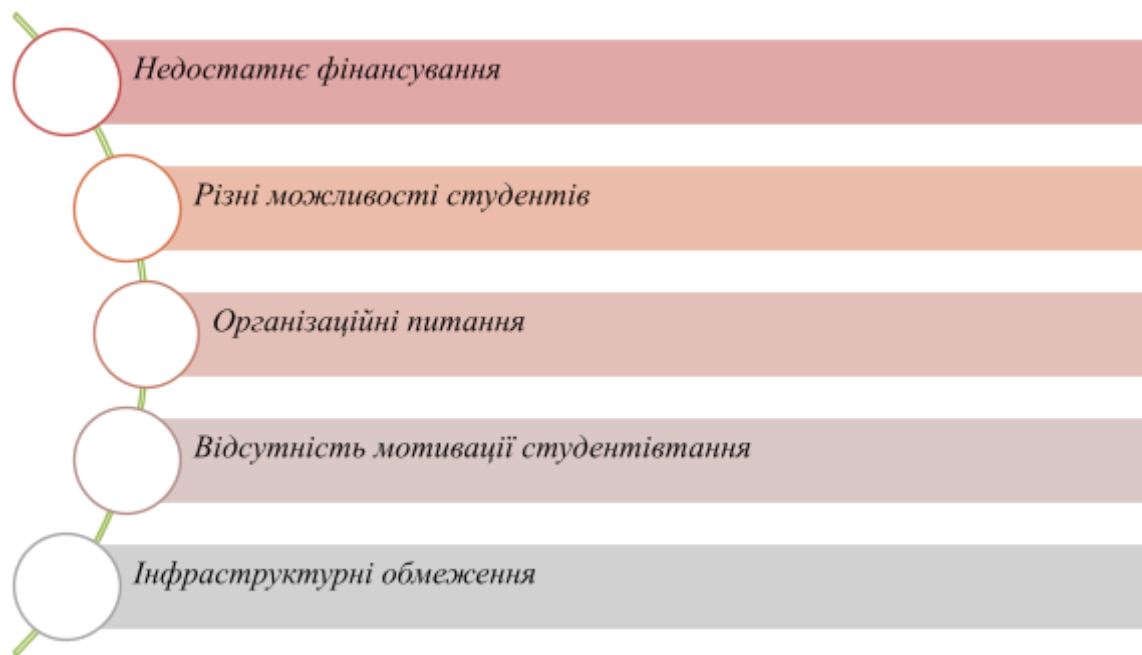 Недостатнє фінансування
Різні можливості студентів
Організаційні питання
Відсутність мотивації студентівтання
Інфраструктурні обмеження